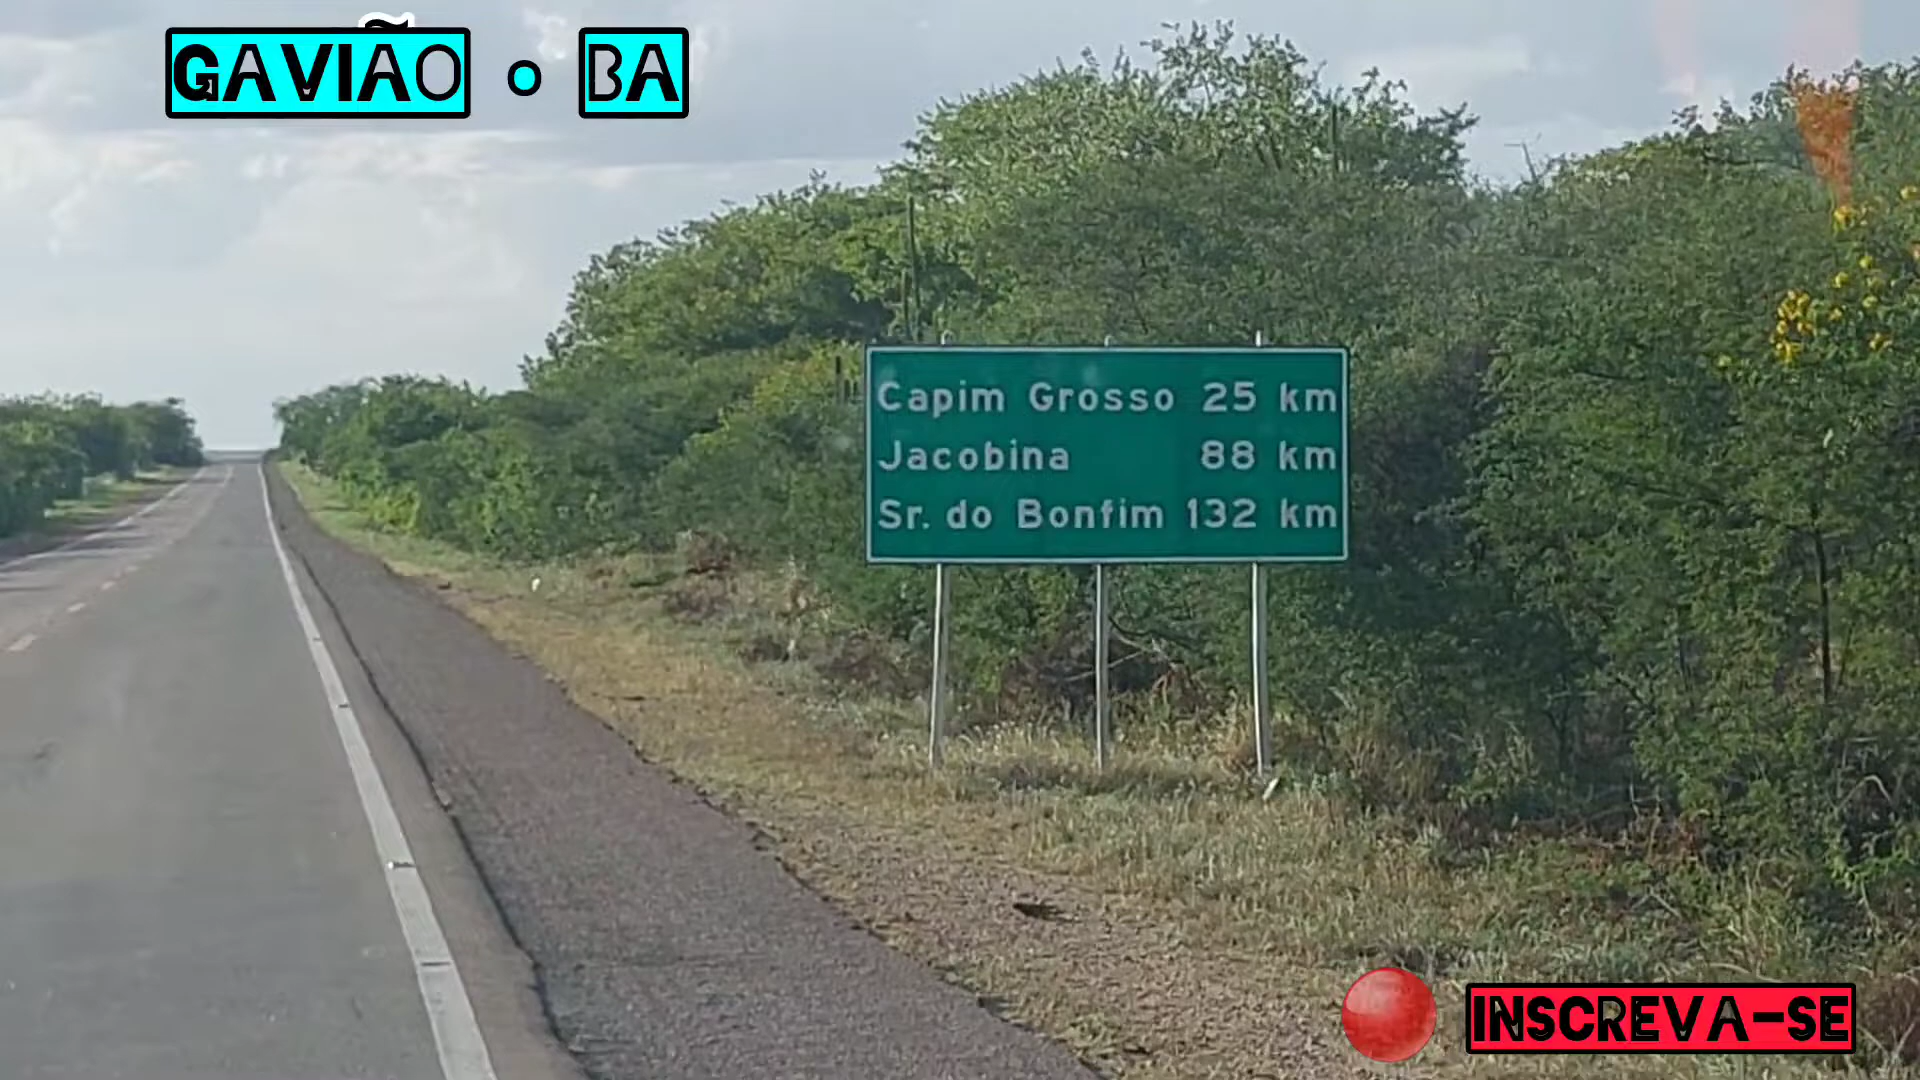 GAVIÃO • BA
Capim Grosso 25 km
Jacobina 88 km
Sr. do Bonfim 132 km
INSCREVA-SE